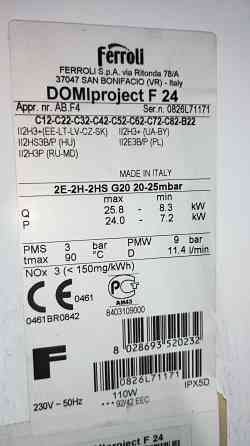 Ferroli
FERROLI S.p.A. via Ritonda 78/A
37047 SAN BONIFACIO (VR) - Italy
DOMIproject F 24
Appr. nr. AB.F4 Ser.n. 0826L71171
C12-C22-C32-C42-C52-C62-C72-C82-B22
II2H3+(EE-LT-LV-CZ-SK) II2H3+ (UA-BY)
II2HS3B/P (HU) II2E3B/P (PL)
II2H3P (RU-MD)
MADE IN ITALY
2E-2H-2HS G20 20-25mbar
max min
Q 25.8 - 8.3 kW
P 24.0 - 7.2 kW
PMS 3 bar PMW 9 bar
tmax 90 °C D 11.4 l/min
NOx 3 (< 150mg/kWh)
CE 0461
0461BR0842
АЮ43
8403109000
8 028693 520232
0826L71171
IPX5D
110W
230V ~ 50Hz
*** 92/42 EEC
DOMIproject F 24